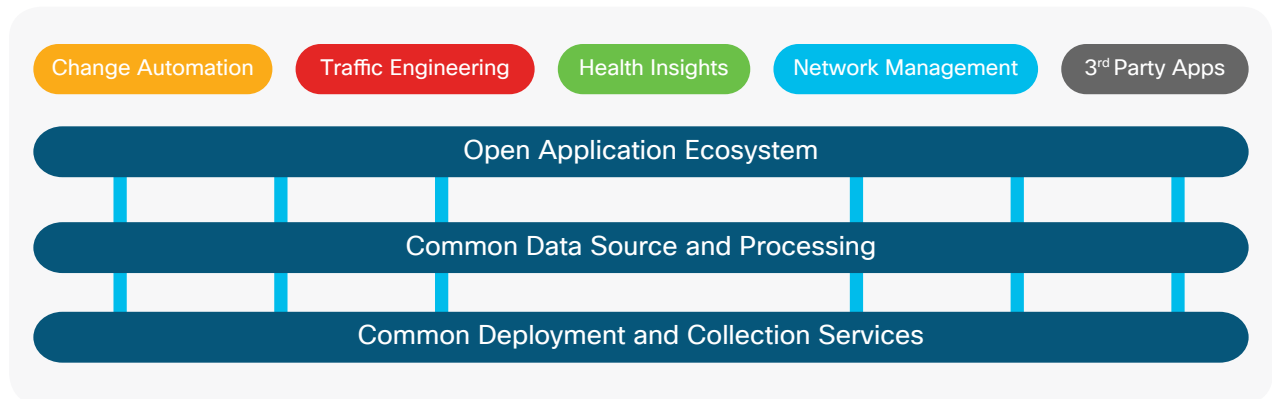 Change Automation
Traffic Engineering
Health Insights
Network Management
3rd Party Apps
Open Application Ecosystem
Common Data Source and Processing
Common Deployment and Collection Services